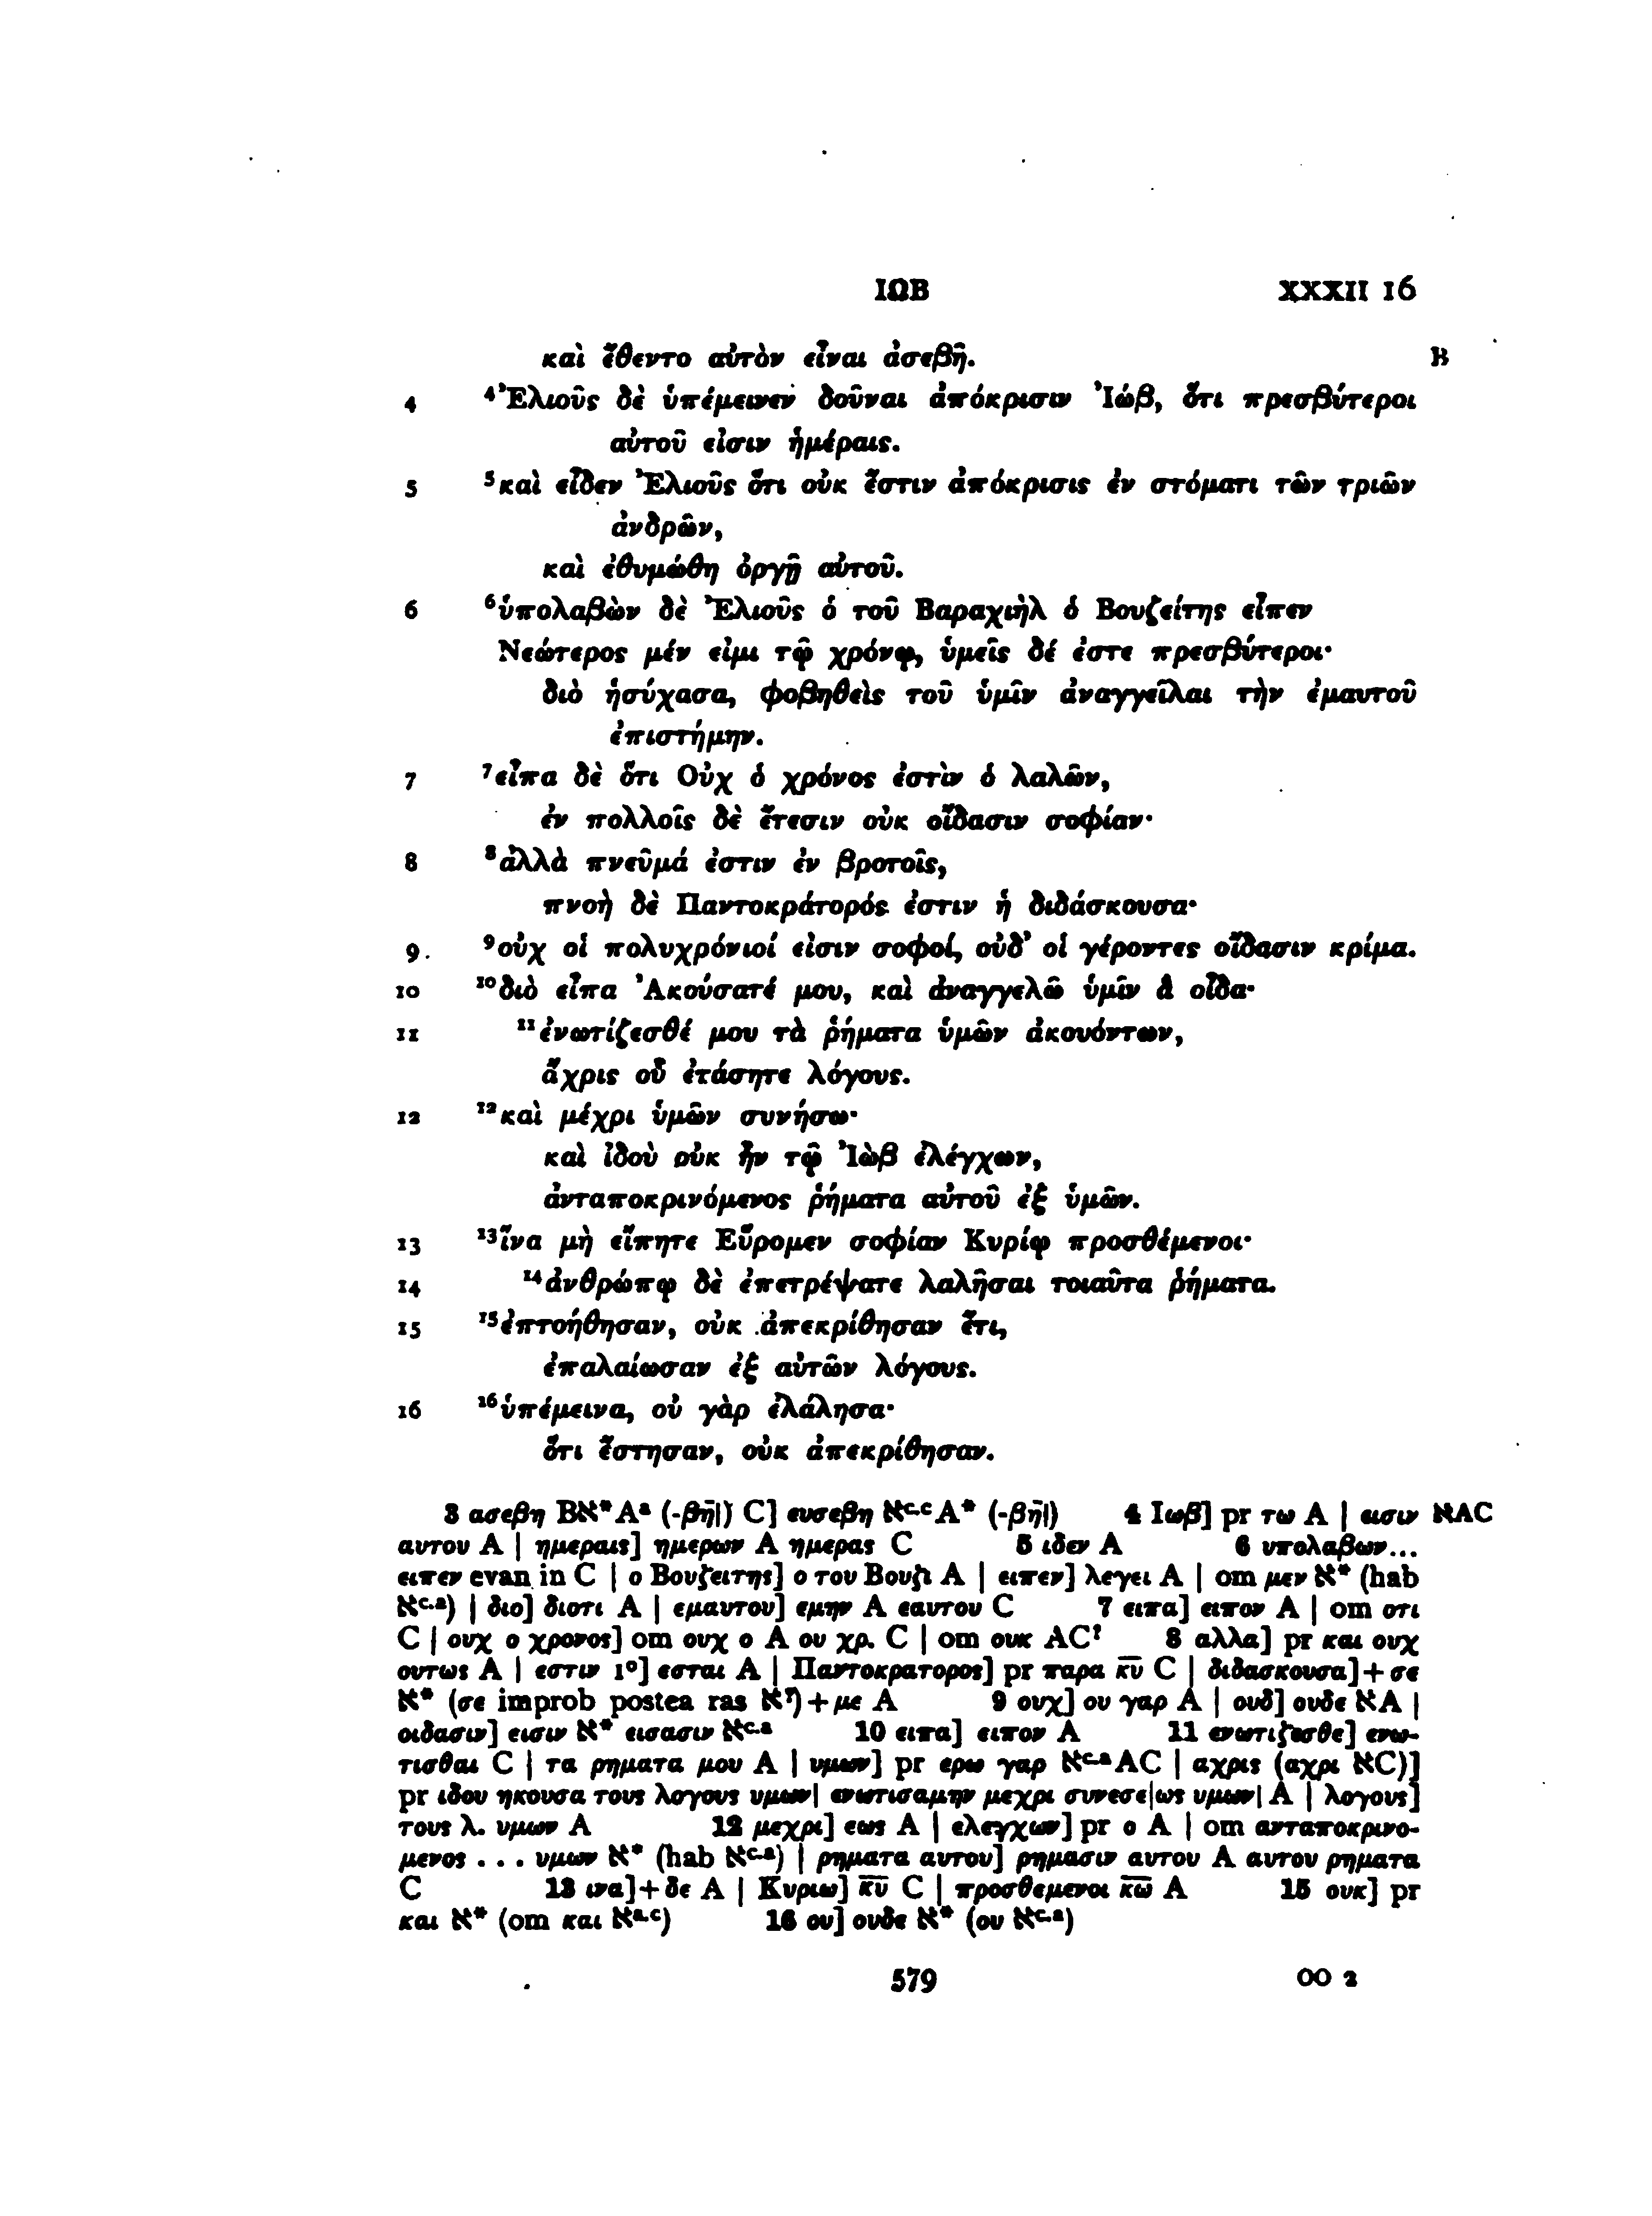 ΙΩΒ XXXII 16
καὶ ἔθεντο αὐτὸν εἶναι ἀσεβῆ. B
4 ⁴Ἐλιοῦς δὲ ὑπέμεινεν δοῦναι ἀπόκρισιν Ἰώβ, ὅτι πρεσβύτεροι
αὐτοῦ εἰσιν ἡμέραις.
5 ⁵καὶ εἶδεν Ἐλιοῦς ὅτι οὐκ ἔστιν ἀπόκρισις ἐν στόματι τῶν τριῶν
ἀνδρῶν,
καὶ ἐθυμώθη ὀργῇ αὐτοῦ.
6 ⁶ὑπολαβὼν δὲ Ἐλιοῦς ὁ τοῦ Βαραχιὴλ ὁ Βουζείτης εἶπεν
Νεώτερος μέν εἰμι τῷ χρόνῳ, ὑμεῖς δέ ἐστε πρεσβύτεροι·
διὸ ἡσύχασα, φοβηθεὶς τοῦ ὑμῖν ἀναγγεῖλαι τὴν ἐμαυτοῦ
ἐπιστήμην.
7 ⁷εἶπα δὲ ὅτι Οὐχ ὁ χρόνος ἐστὶν ὁ λαλῶν,
ἐν πολλοῖς δὲ ἔτεσιν οὐκ οἴδασιν σοφίαν·
8 ⁸ἀλλὰ πνεῦμά ἐστιν ἐν βροτοῖς,
πνοὴ δὲ Παντοκράτορός ἐστιν ἡ διδάσκουσα·
9 ⁹οὐχ οἱ πολυχρόνιοί εἰσιν σοφοί, οὐδ’ οἱ γέροντες οἴδασιν κρίμα.
10 ¹⁰διὸ εἶπα Ἀκούσατέ μου, καὶ ἀναγγελῶ ὑμῖν ἃ οἶδα·
11 ¹¹ἐνωτίζεσθέ μου τὰ ῥήματα ὑμῶν ἀκουόντων,
ἄχρις οὗ ἐτάσητε λόγους.
12 ¹²καὶ μέχρι ὑμῶν συνήσω·
καὶ ἰδοὺ οὐκ ἦν τῷ Ἰὼβ ἐλέγχων,
ἀνταποκρινόμενος ῥήματα αὐτοῦ ἐξ ὑμῶν.
13 ¹³ἵνα μὴ εἴπητε Εὕρομεν σοφίαν Κυρίῳ προσθέμενοι·
14 ¹⁴ἀνθρώπῳ δὲ ἐπετρέψατε λαλῆσαι τοιαῦτα ῥήματα.
15 ¹⁵ἐπτοήθησαν, οὐκ ἀπεκρίθησαν ἔτι,
ἐπαλαίωσαν ἐξ αὐτῶν λόγους.
16 ¹⁶ὑπέμεινα, οὐ γὰρ ἐλάλησα·
ὅτι ἔστησαν, οὐκ ἀπεκρίθησαν.
3 ασεβη Bא*Aᵃ (-βη̄|) C] ευσεβη אᶜ·ᶜA* (-βη̄|) 4 Ιωβ] pr τω A | εισιν אAC
αυτου A | ημεραις] ημερων A ημερας C 5 ιδεν A 6 υπολαβων...
ειπεν evan in C | ο Βουζειτης] ο του Βουζι A | ειπεν] λεγει A | om μεν א* (hab
אᶜ·ᵃ) | διο] διοτι A | εμαυτου] εμην A εαυτου C 7 ειπα] ειπον A | om οτι
C | ουχ ο χρονος] om ουχ ο A ου χρ. C | om ουκ AC? 8 αλλα] pr και ουχ
ουτως A | εστιν 1º] εσται A | Παντοκρατορος] pr παρα κ̅υ̅ C | διδασκουσα]+σε
א* (σε improb postea ras א?)+με A 9 ουχ] ου γαρ A | ουδ] ουδε אA |
οιδασιν] εισιν א* εισασιν אᶜ·ᵃ 10 ειπα] ειπον A 11 ενωτιζεσθε] ενω-
τισθαι C | τα ρηματα μου A | υμων] pr ερω γαρ אᶜ·ᵃAC | αχρις (αχρι אC)]
pr ιδου ηκουσα τους λογους υμων| ενωτισαμην μεχρι συνεσε|ως υμων| A | λογους]
τους λ. υμων A 12 μεχρι] εως A | ελεγχων] pr ο A | om ανταποκρινο-
μενος . . . υμων א* (hab אᶜ·ᵃ) | ρηματα αυτου] ρημασιν αυτου A αυτου ρηματα
C 13 ινα]+δε A | Κυριω] κ̅υ̅ C | προσθεμενοι κ̅ω̅ A 15 ουκ] pr
και א* (om και אᵃ·ᶜ) 16 ου] ουδε א* (ου אᶜ·ᵃ)
579 OO 2